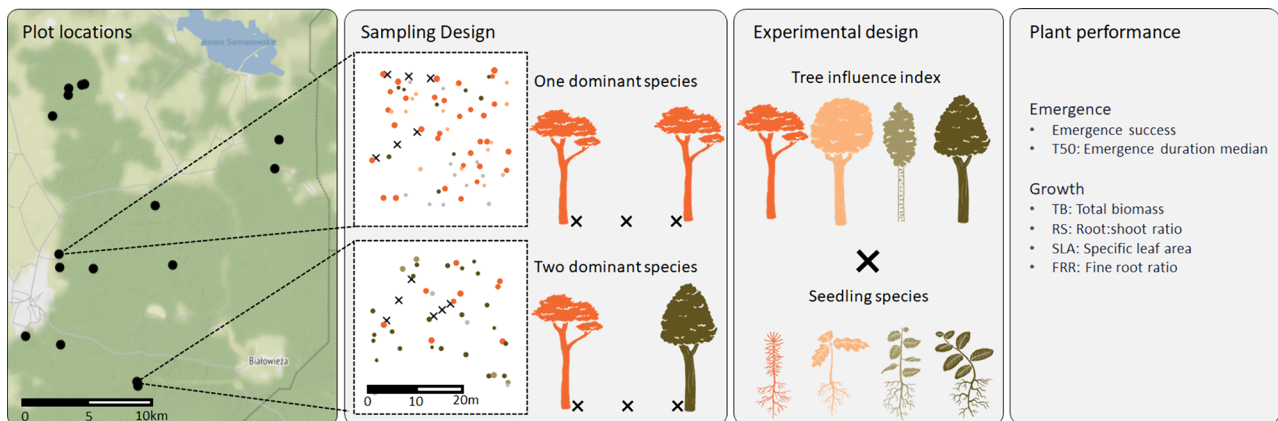 Plot locations
Jezioro Siemianowskie
Białowieża
0 5 10km
Sampling Design
One dominant species
Two dominant species
0 10 20m
Experimental design
Tree influence index
Seedling species
Plant performance
Emergence
• Emergence success
• T50: Emergence duration median
Growth
• TB: Total biomass
• RS: Root:shoot ratio
• SLA: Specific leaf area
• FRR: Fine root ratio